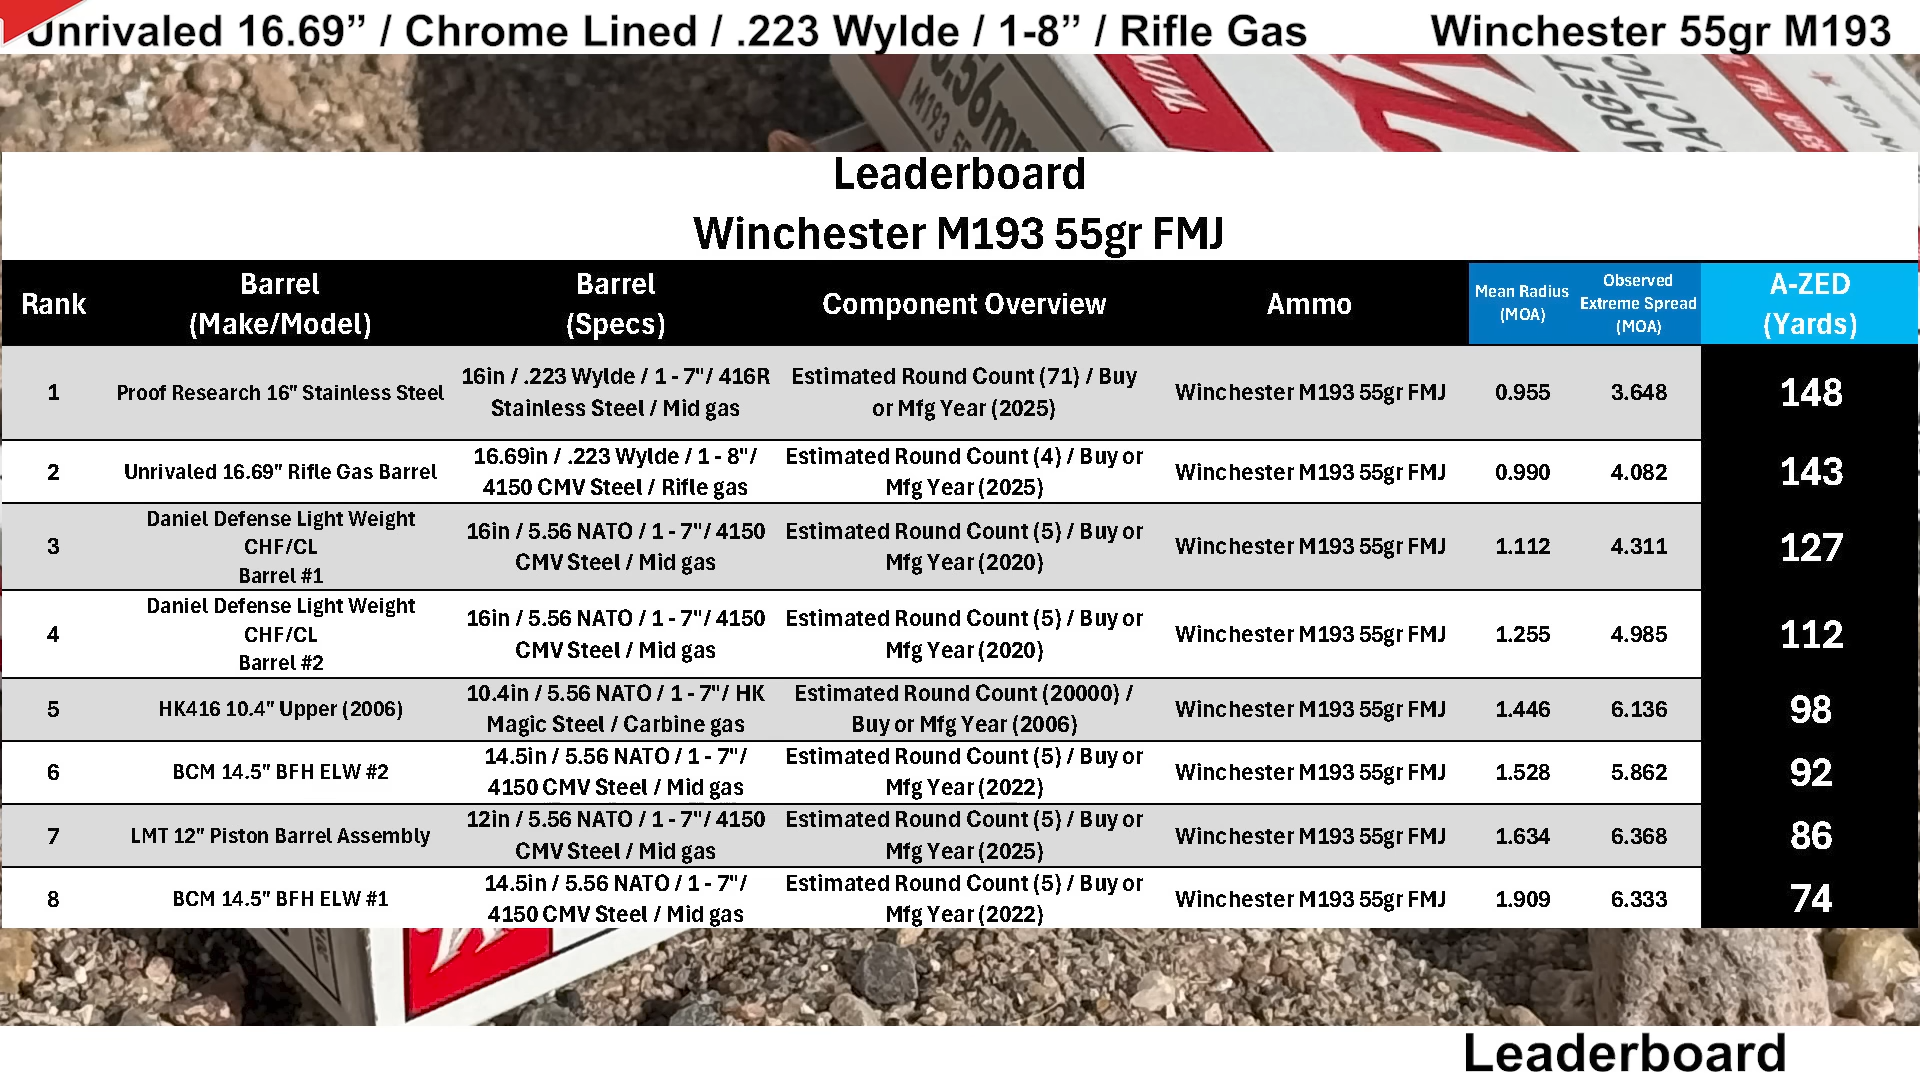 Unrivaled 16.69” / Chrome Lined / .223 Wylde / 1-8” / Rifle Gas
Winchester 55gr M193
5.56mm
M193 55
WIN
W
ARGET
PRACTIC
55GR FMJ
N USA
Leaderboard
Winchester M193 55gr FMJ
Rank
Barrel
(Make/Model)
Barrel
(Specs)
Component Overview
Ammo
Mean Radius
(MOA)
Observed
Extreme Spread
(MOA)
A-ZED
(Yards)
1
Proof Research 16" Stainless Steel
16in / .223 Wylde / 1 - 7"/ 416R
Stainless Steel / Mid gas
Estimated Round Count (71) / Buy
or Mfg Year (2025)
Winchester M193 55gr FMJ
0.955
3.648
148
2
Unrivaled 16.69" Rifle Gas Barrel
16.69in / .223 Wylde / 1 - 8"/
4150 CMV Steel / Rifle gas
Estimated Round Count (4) / Buy or
Mfg Year (2025)
Winchester M193 55gr FMJ
0.990
4.082
143
3
Daniel Defense Light Weight
CHF/CL
Barrel #1
16in / 5.56 NATO / 1 - 7"/ 4150
CMV Steel / Mid gas
Estimated Round Count (5) / Buy or
Mfg Year (2020)
Winchester M193 55gr FMJ
1.112
4.311
127
4
Daniel Defense Light Weight
CHF/CL
Barrel #2
16in / 5.56 NATO / 1 - 7"/ 4150
CMV Steel / Mid gas
Estimated Round Count (5) / Buy or
Mfg Year (2020)
Winchester M193 55gr FMJ
1.255
4.985
112
5
HK416 10.4" Upper (2006)
10.4in / 5.56 NATO / 1 - 7"/ HK
Magic Steel / Carbine gas
Estimated Round Count (20000) /
Buy or Mfg Year (2006)
Winchester M193 55gr FMJ
1.446
6.136
98
6
BCM 14.5" BFH ELW #2
14.5in / 5.56 NATO / 1 - 7"/
4150 CMV Steel / Mid gas
Estimated Round Count (5) / Buy or
Mfg Year (2022)
Winchester M193 55gr FMJ
1.528
5.862
92
7
LMT 12" Piston Barrel Assembly
12in / 5.56 NATO / 1 - 7"/ 4150
CMV Steel / Mid gas
Estimated Round Count (5) / Buy or
Mfg Year (2025)
Winchester M193 55gr FMJ
1.634
6.368
86
8
BCM 14.5" BFH ELW #1
14.5in / 5.56 NATO / 1 - 7"/
4150 CMV Steel / Mid gas
Estimated Round Count (5) / Buy or
Mfg Year (2022)
Winchester M193 55gr FMJ
1.909
6.333
74
Leaderboard